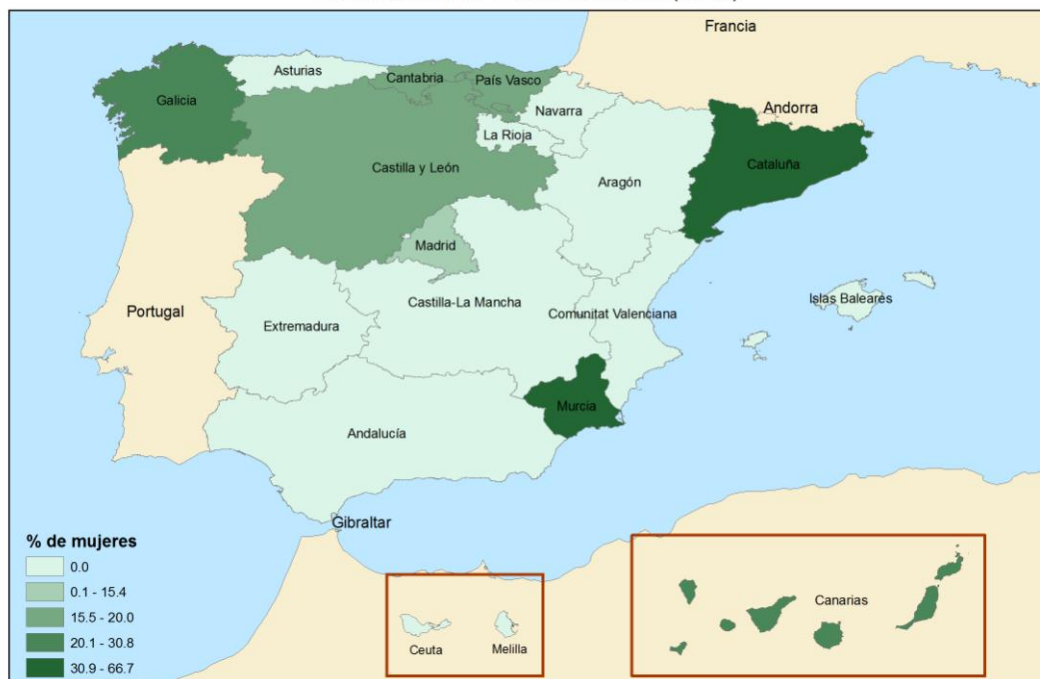 Francia
Asturias
Cantabria
País Vasco
Galicia
Navarra
Andorra
La Rioja
Castilla y León
Cataluña
Aragón
Madrid
Islas Baleares
Castilla-La Mancha
Portugal
Comunitat Valenciana
Extremadura
Murcia
Andalucía
Gibraltar
% de mujeres
0.0
0.1 - 15.4
15.5 - 20.0
20.1 - 30.8
30.9 - 66.7
Ceuta
Melilla
Canarias